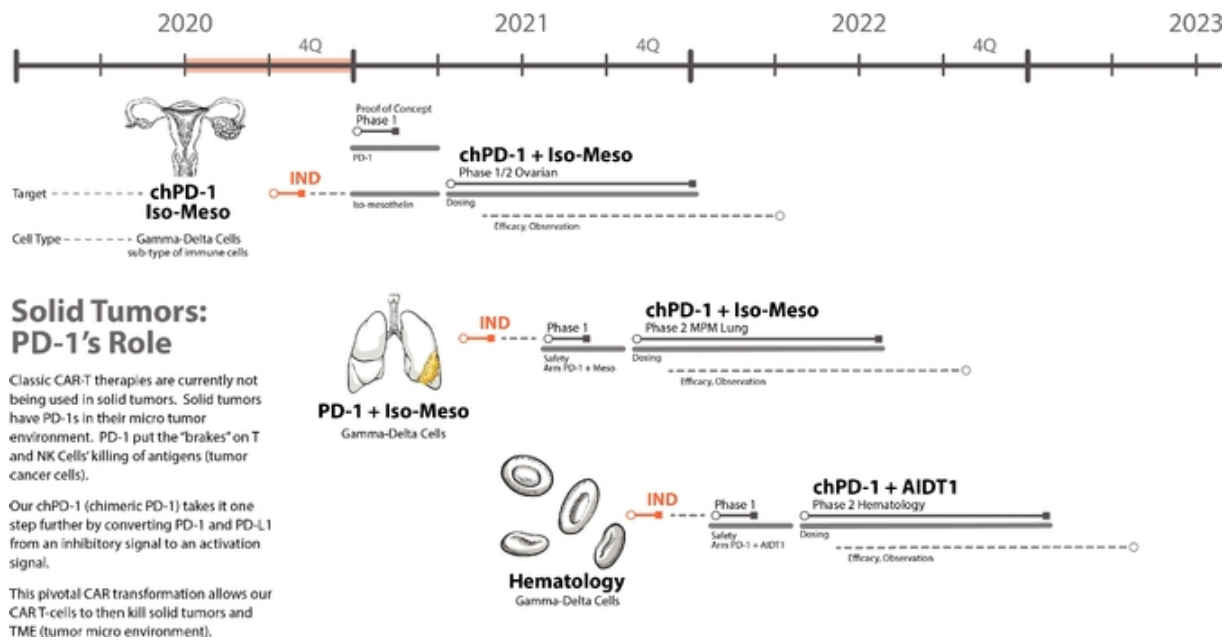 2020 2021 2022 2023
4Q 4Q 4Q
Proof of Concept
Phase 1
PD-1
chPD-1 + Iso-Meso
Phase 1/2 Ovarian
IND
Iso-mesothelin
Dosing
Efficacy, Observation
Target
chPD-1
Iso-Meso
Cell Type
Gamma-Delta Cells
sub-type of immune cells
Solid Tumors:
PD-1's Role
Classic CAR-T therapies are currently not
being used in solid tumors. Solid tumors
have PD-1s in their micro tumor
environment. PD-1 put the "brakes" on T
and NK Cells' killing of antigens (tumor
cancer cells).
Our chPD-1 (chimeric PD-1) takes it one
step further by converting PD-1 and PD-L1
from an inhibitory signal to an activation
signal.
This pivotal CAR transformation allows our
CAR T-cells to then kill solid tumors and
TME (tumor micro environment).
PD-1 + Iso-Meso
Gamma-Delta Cells
IND
Phase 1
Safety
Arm PD-1 + Meso
chPD-1 + Iso-Meso
Phase 2 MPM Lung
Dosing
Efficacy, Observation
Hematology
Gamma-Delta Cells
IND
Phase 1
Safety
Arm PD-1 + AIDT1
chPD-1 + AIDT1
Phase 2 Hematology
Dosing
Efficacy, Observation